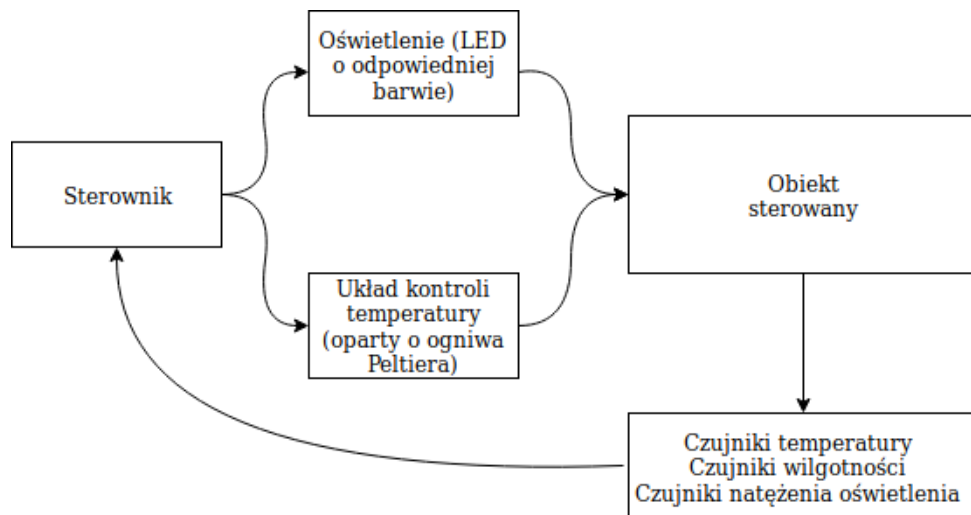 Oświetlenie (LED
o odpowiedniej
barwie)
Sterownik
Obiekt
sterowany
Układ kontroli
temperatury
(oparty o ogniwa
Peltiera)
Czujniki temperatury
Czujniki wilgotności
Czujniki natężenia oświetlenia